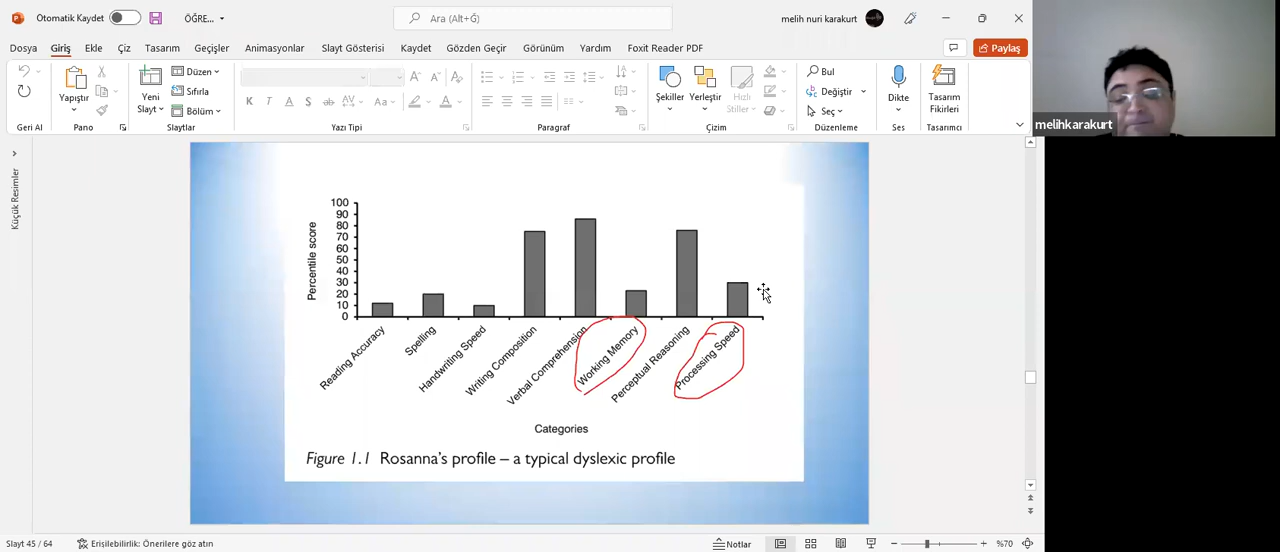 Otomatik Kaydet
ÖĞRE...
Ara (Alt+Ğ)
melih nuri karakurt
Dosya Giriş Ekle Çiz Tasarım Geçişler Animasyonlar Slayt Gösterisi Kaydet Gözden Geçir Görünüm Yardım Foxit Reader PDF
Paylaş
Yapıştır
Yeni
Slayt
Düzen
Sıfırla
Bölüm
K T A S ab AV Aa A
Şekiller
Yerleştir
Hızlı
Stiller
Bul
Değiştir
Seç
Dikte
Tasarım
Fikirleri
Geri Al Pano Slaytlar Yazı Tipi Paragraf Çizim Düzenleme Ses Tasarımcı
melihkarakurt
Küçük Resimler
Percentile score
100
90
80
70
60
50
40
30
20
10
0
Reading Accuracy
Spelling
Handwriting Speed
Writing Composition
Verbal Comprehension
Working Memory
Perceptual Reasoning
Processing Speed
Categories
Figure 1.1 Rosanna's profile – a typical dyslexic profile
Slayt 45 / 64
Erişilebilirlik: Önerilere göz atın
Notlar
%70